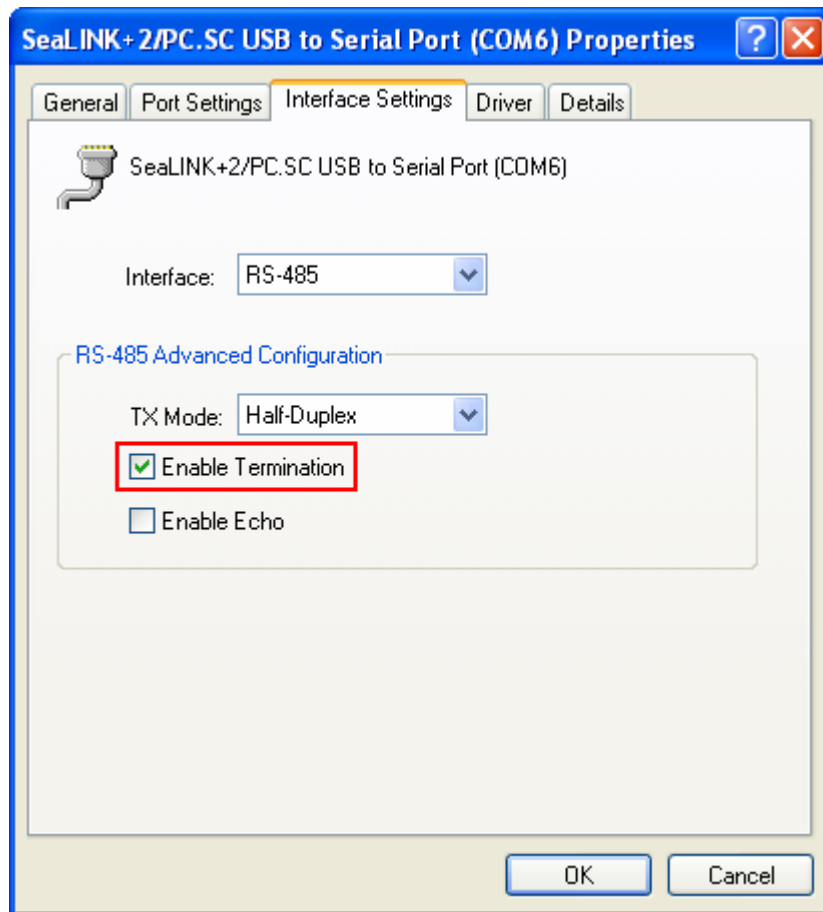 SeaLINK+2/PC.SC USB to Serial Port (COM6) Properties
General Port Settings Interface Settings Driver Details
SeaLINK+2/PC.SC USB to Serial Port (COM6)
Interface: RS-485
RS-485 Advanced Configuration
TX Mode: Half-Duplex
Enable Termination
Enable Echo
OK Cancel